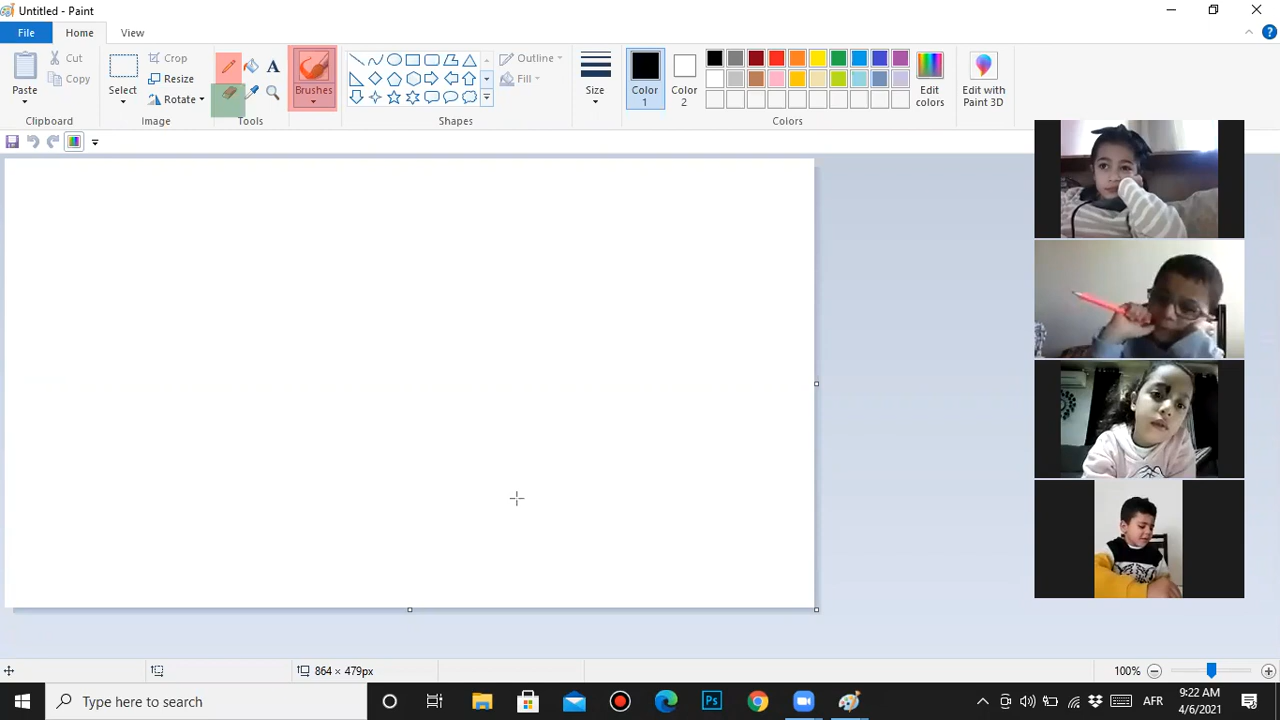 Untitled - Paint
File
Home
View
Paste
Cut
Copy
Clipboard
Select
Crop
Resize
Rotate
Image
A
Tools
Brushes
Shapes
Outline
Fill
Size
Color
1
Color
2
Edit
colors
Colors
Edit with
Paint 3D
864 × 479px
100%
Type here to search
Ps
AFR
9:22 AM
4/6/2021